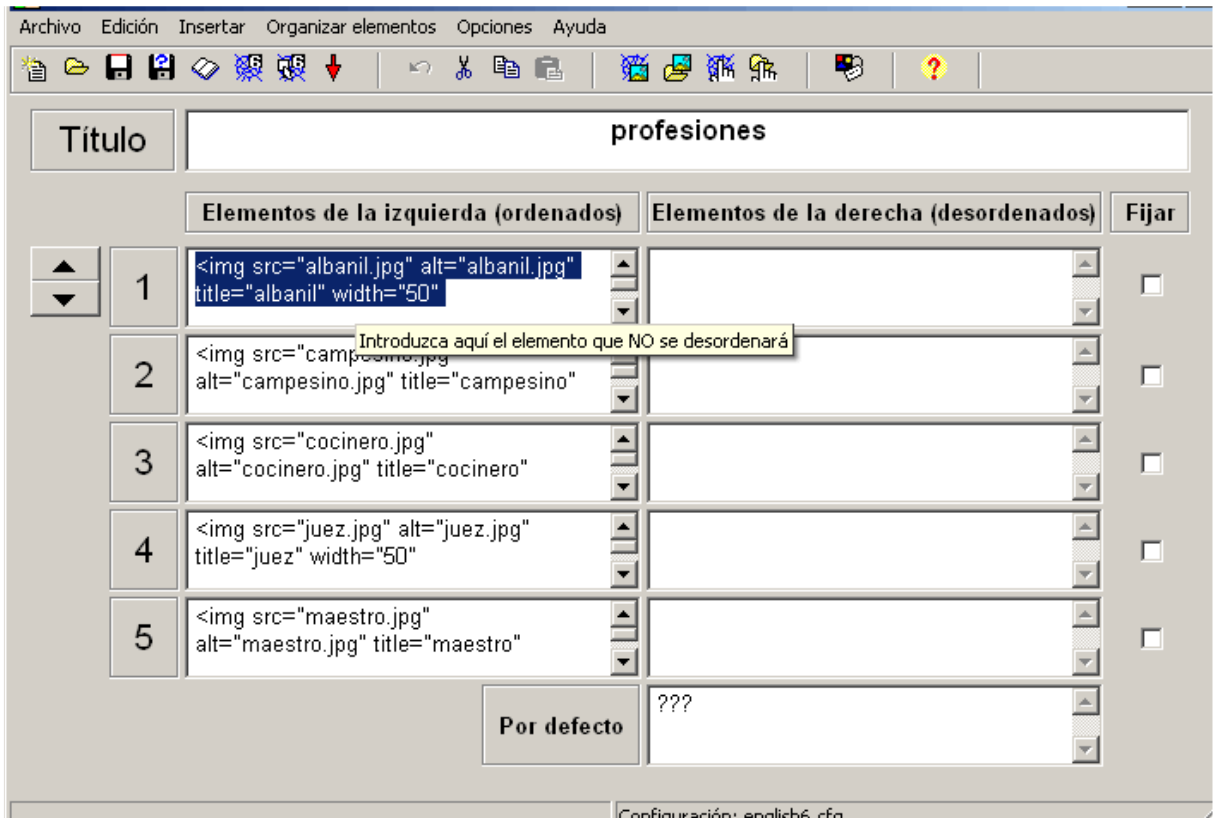 Archivo Edición Insertar Organizar elementos Opciones Ayuda
Título
profesiones
Elementos de la izquierda (ordenados) Elementos de la derecha (desordenados) Fijar
1
<img src="albanil.jpg" alt="albanil.jpg"
title="albanil" width="50"
Introduzca aquí el elemento que NO se desordenará
2
<img src="campesino.jpg"
alt="campesino.jpg" title="campesino"
3
<img src="cocinero.jpg"
alt="cocinero.jpg" title="cocinero"
4
<img src="juez.jpg" alt="juez.jpg"
title="juez" width="50"
5
<img src="maestro.jpg"
alt="maestro.jpg" title="maestro"
Por defecto
???
Configuración: english6.cfg